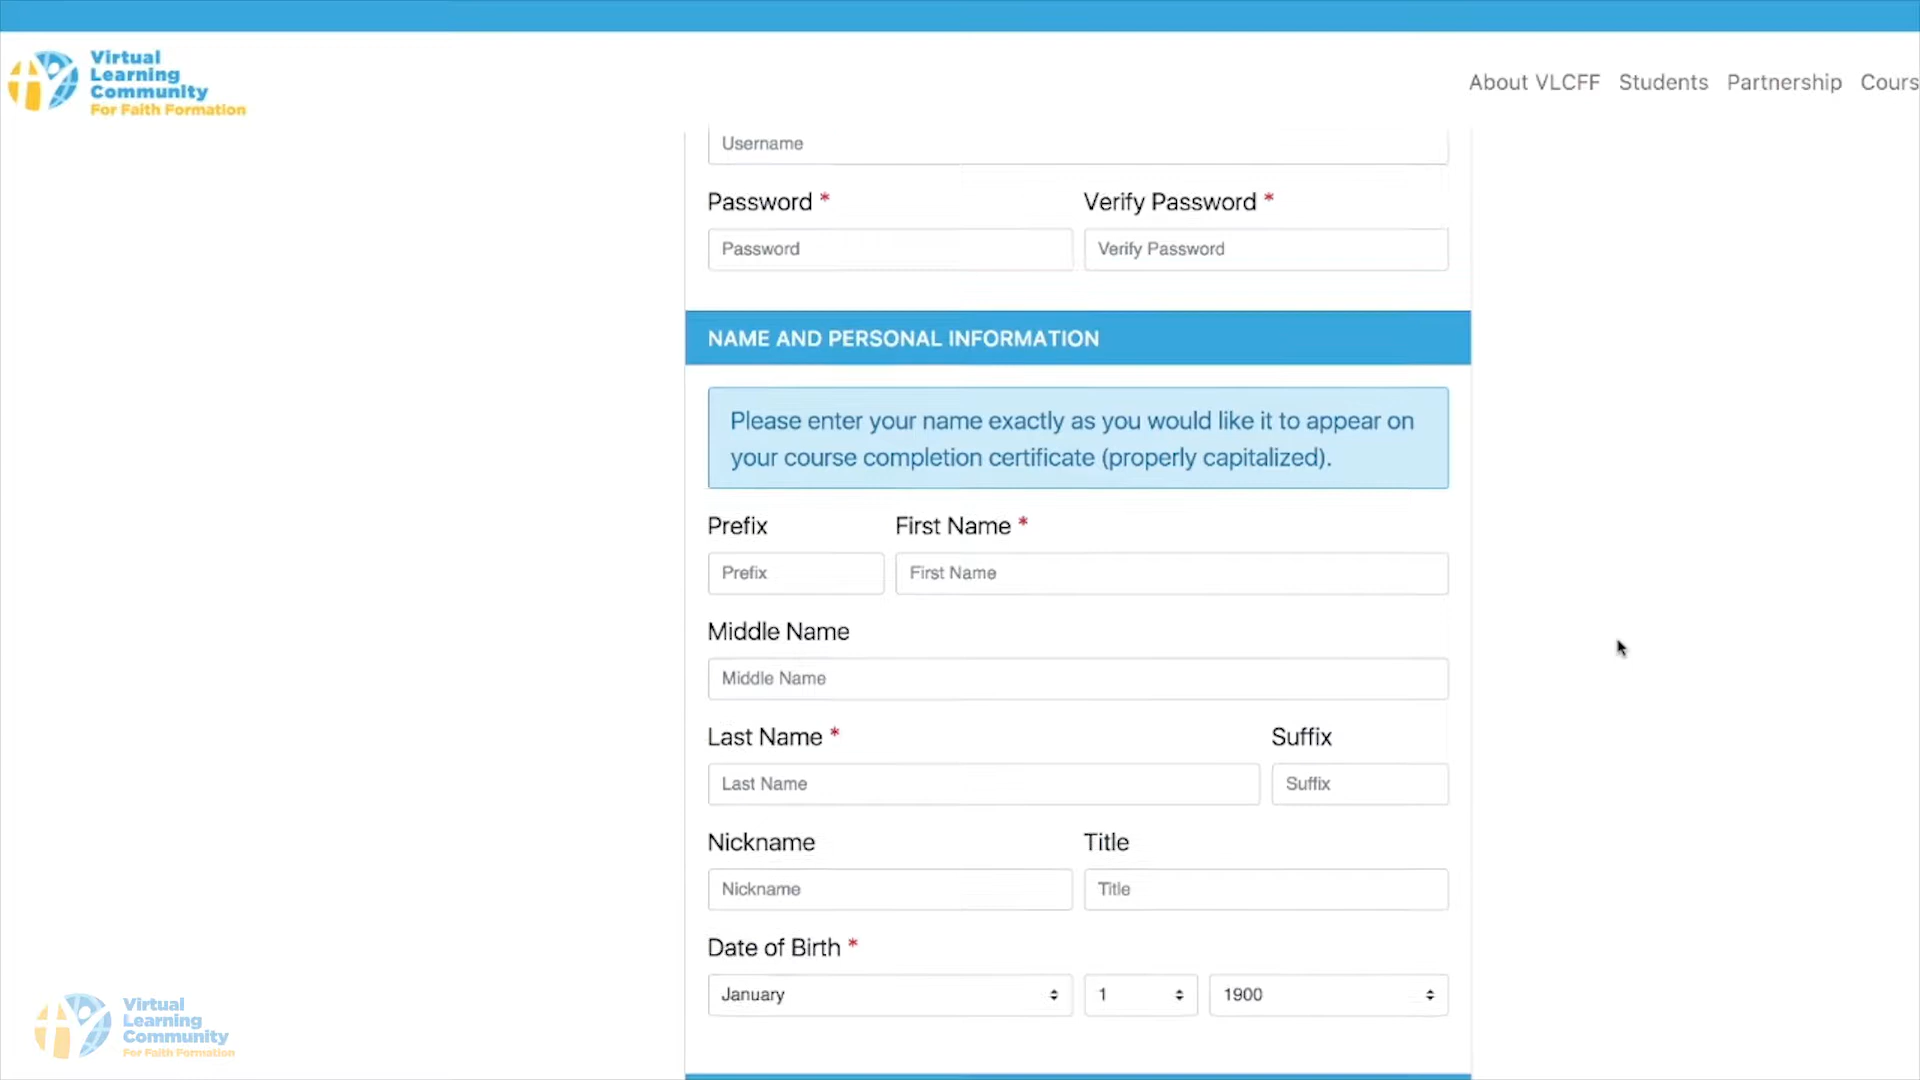 Virtual
Learning
Community
For Faith Formation
About VLCFF Students Partnership Cours
Username
Password * Verify Password *
Password Verify Password
NAME AND PERSONAL INFORMATION
Please enter your name exactly as you would like it to appear on
your course completion certificate (properly capitalized).
Prefix First Name *
Prefix First Name
Middle Name
Middle Name
Last Name * Suffix
Last Name Suffix
Nickname Title
Nickname Title
Date of Birth *
January 1 1900
Virtual
Learning
Community
For Faith Formation